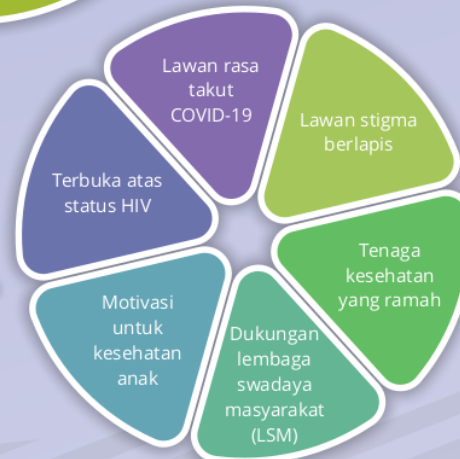 Lawan rasa
takut
COVID-19
Lawan stigma
berlapis
Tenaga
kesehatan
yang ramah
Dukungan
lembaga
swadaya
masyarakat
(LSM)
Motivasi
untuk
kesehatan
anak
Terbuka atas
status HIV